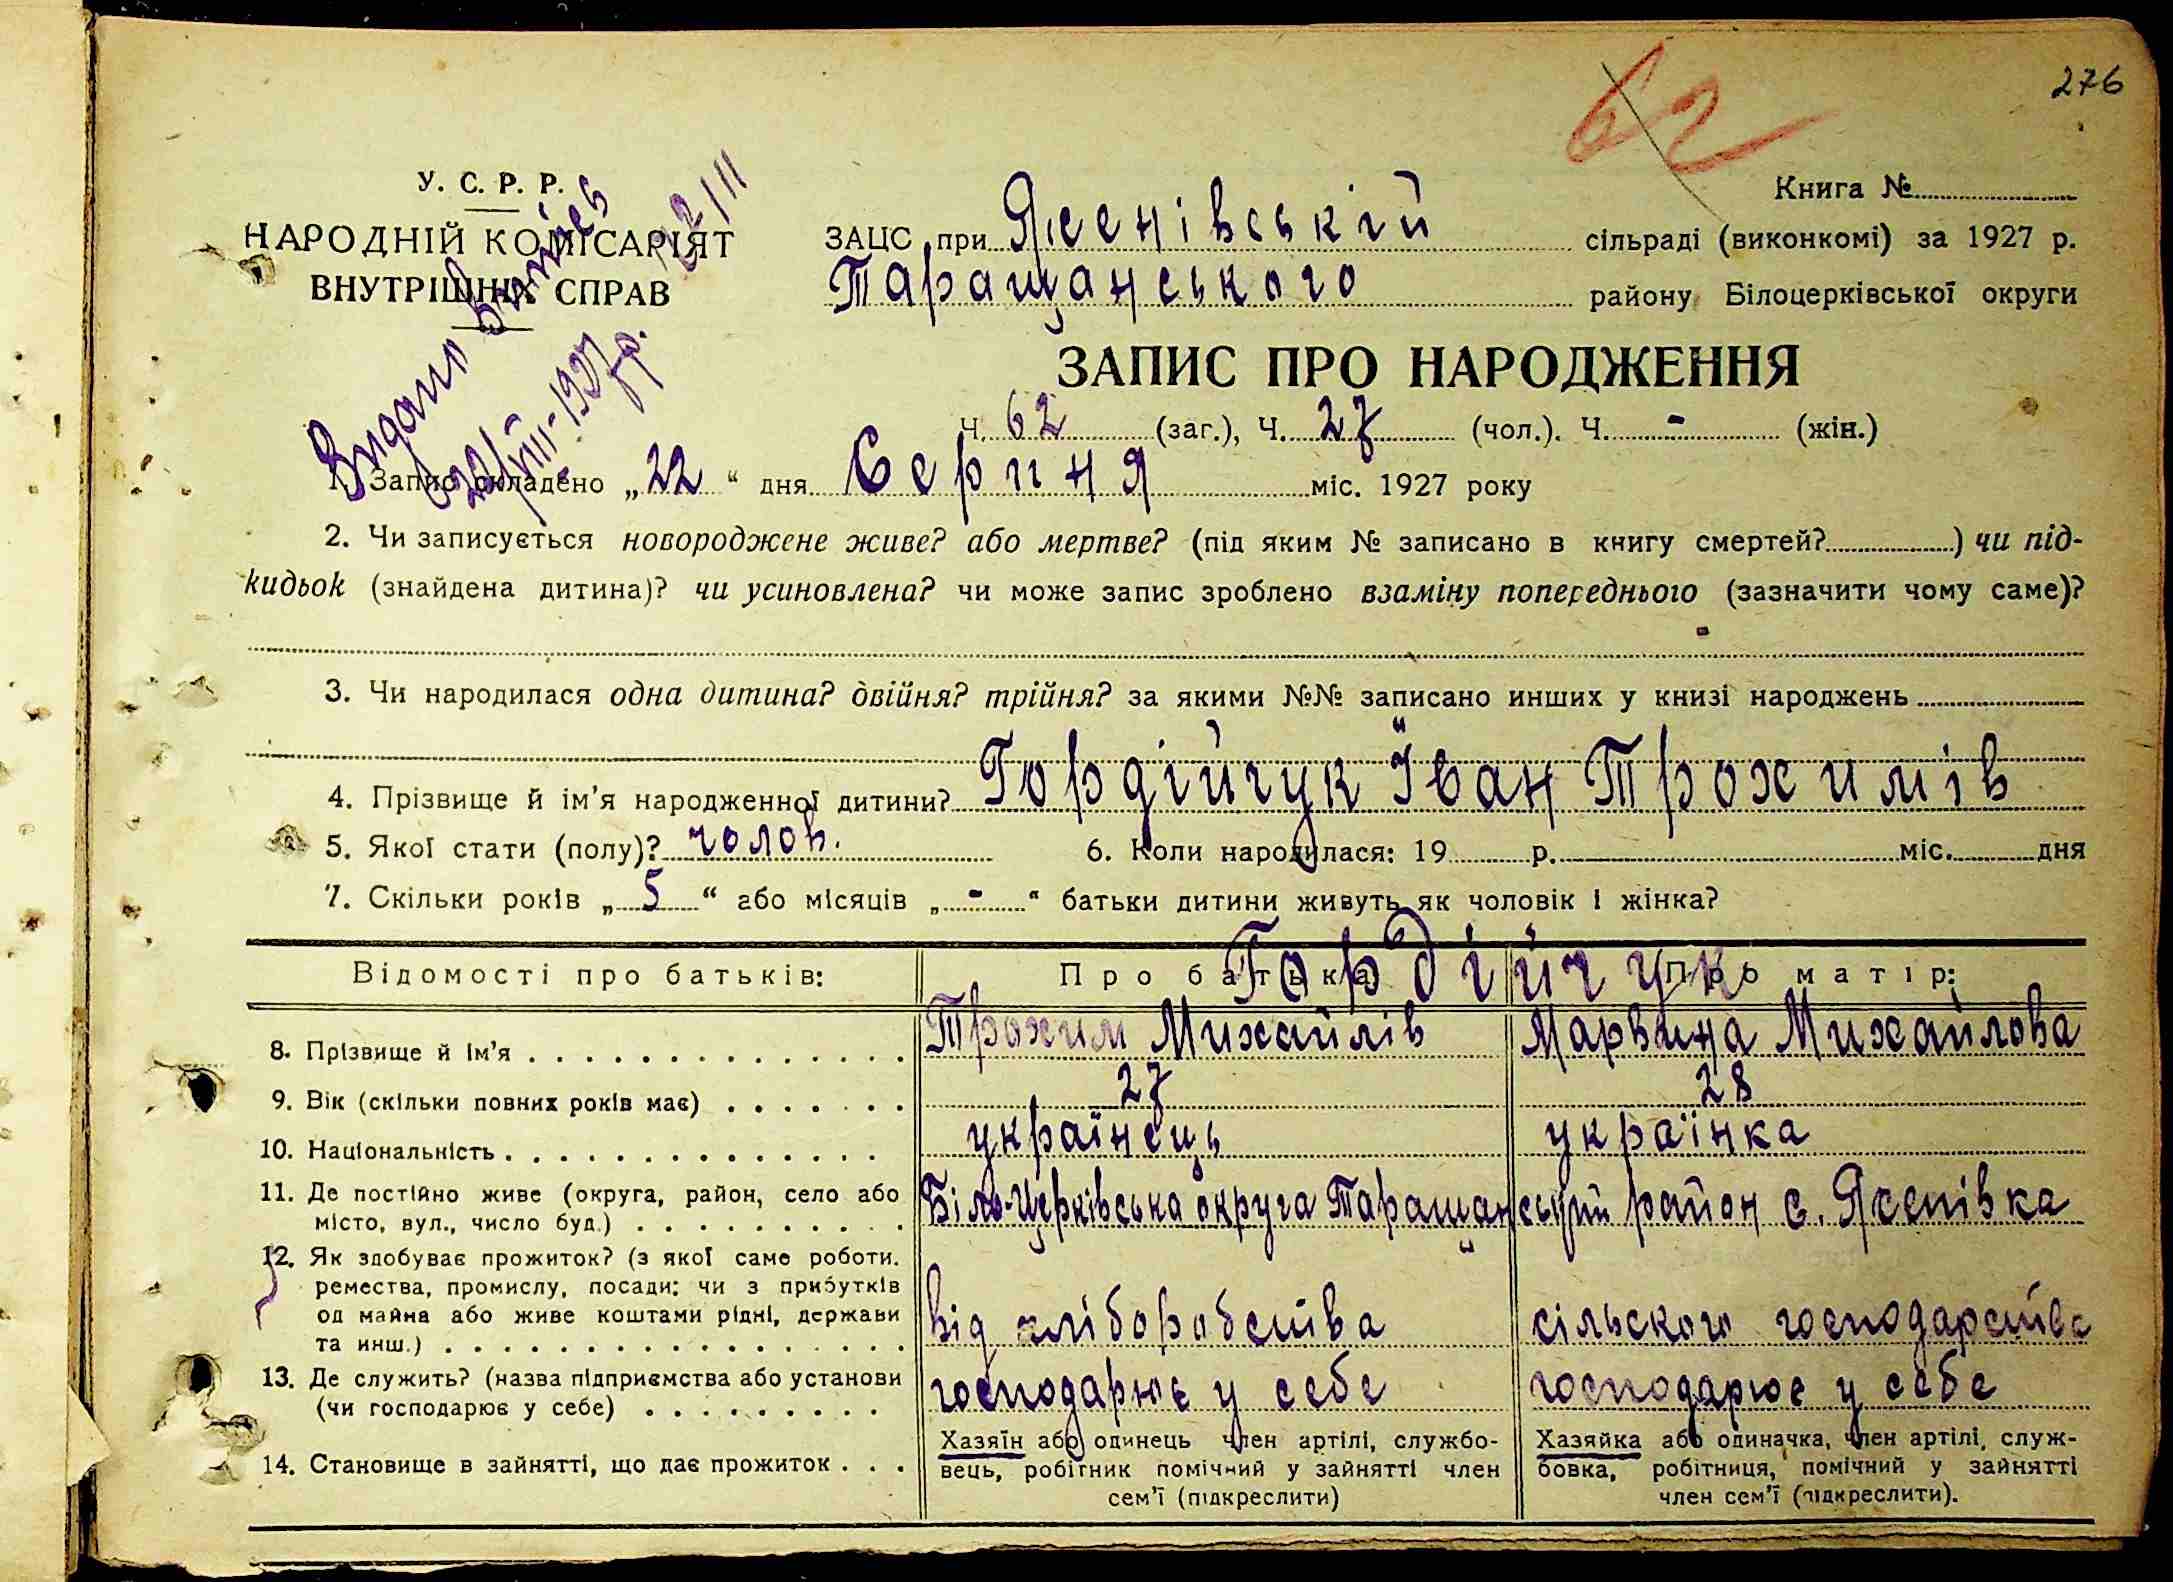 276
62
У. С. Р. Р.
НАРОДНІЙ КОМІСАРІЯТ
ВНУТРІШНІХ СПРАВ
Видано Витяг
22/VIII-1927 р.
Книга №
ЗАЦС при Ясенівській сільраді (виконкомі) за 1927 р.
Таращанського району Білоцерківської округи
ЗАПИС ПРО НАРОДЖЕННЯ
Ч. 62 (заг.), Ч. 27 (чол.). Ч. - (жін.)
1. Запис складено „22“ дня Серпня міс. 1927 року
2. Чи записується новороджене живе? або мертве? (під яким № записано в книгу смертей?) чи під-
кидьок (знайдена дитина)? чи усиновлена? чи може запис зроблено взаміну попереднього (зазначити чому саме)?
-
3. Чи народилася одна дитина? двійня? трійня? за якими №№ записано инших у книзі народжень
4. Прізвище й ім'я народженної дитини? Гордійчук Іван Трохимів
5. Якої стати (полу)? чолов. 6. Коли народилася: 19 р. міс. дня
7. Скільки років „5“ або місяців „-“ батьки дитини живуть як чоловік і жінка?
Гордійчук
Відомості про батьків: Про батька Про матір:
8. Прізвище й ім'я Трохим Михайлів Михайлова
9. Вік (скільки повних років має) 27 28
10. Національність українець українка
11. Де постійно живе (округа, район, село або
місто, вул., число буд.) Біло-Церківська округа Таращанський район с. Ясенівка
12. Як здобуває прожиток? (з якої саме роботи.
ремества, промислу, посади: чи з прибутків
од майна або живе коштами рідні, держави
та инш.) від хліборобства сільского господарства
13. Де служить? (назва підприємства або установи
(чи господарює у себе) господарює у себе господарює у себе
14. Становище в зайнятті, що дає прожиток
Хазяїн або одинець член артілі, службо-
вець, робітник помічний у зайнятті член
сем'ї (підкреслити)
Хазяйка або одиначка, член артілі, служ-
бовка, робітниця, помічний у зайнятті
член сем'ї (підкреслити).